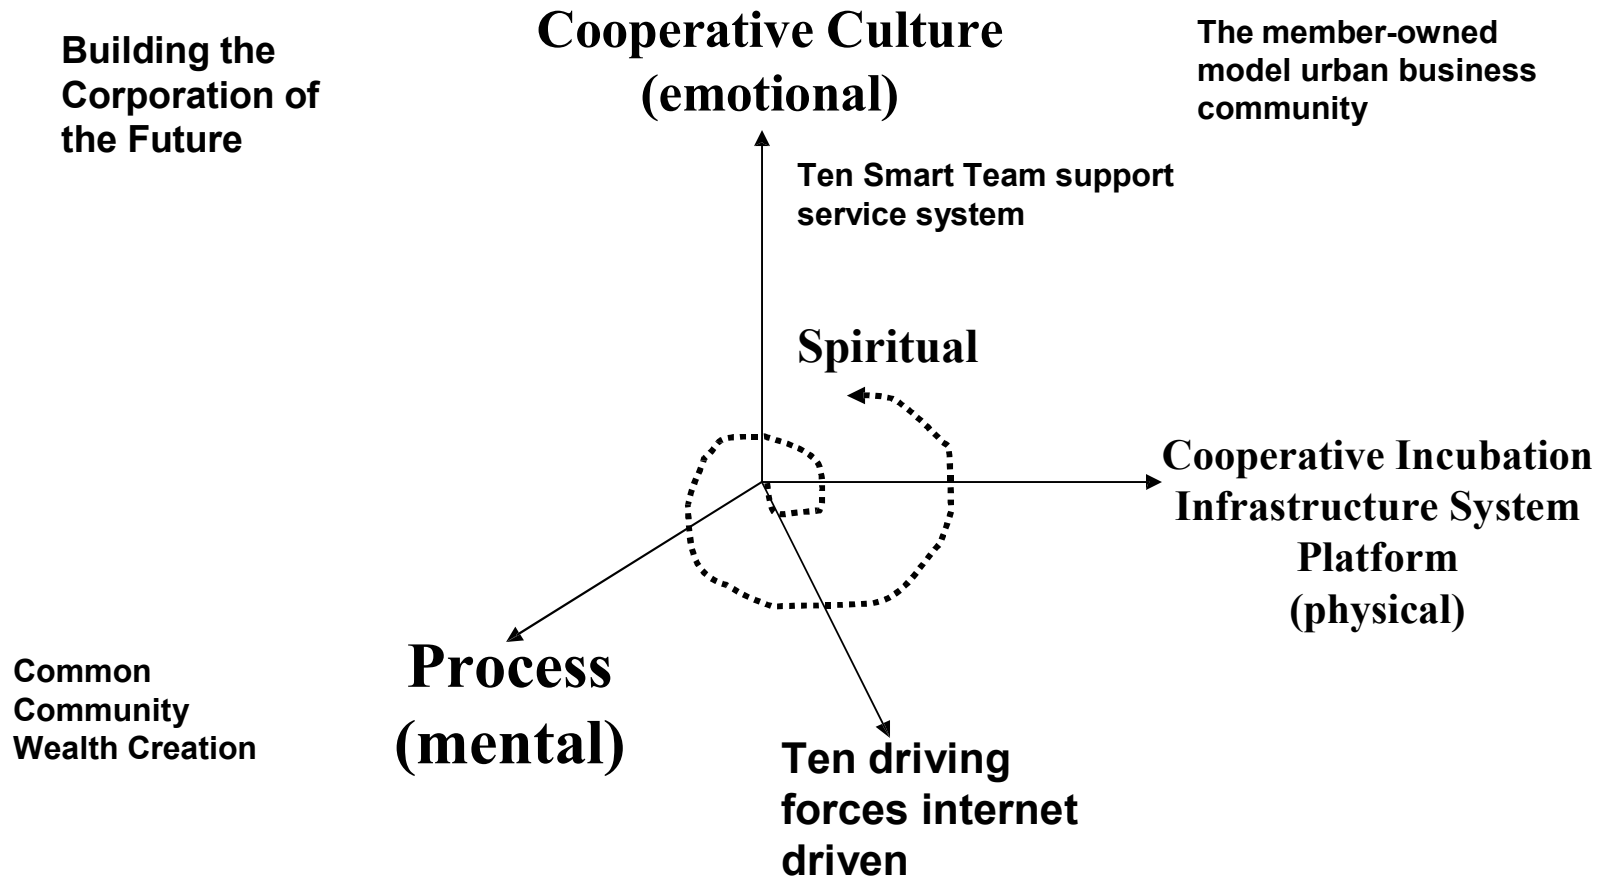 Building the
Corporation of
the Future
Cooperative Culture
(emotional)
The member-owned
model urban business
community
Ten Smart Team support
service system
Spiritual
Cooperative Incubation
Infrastructure System
Platform
(physical)
Process
(mental)
Common
Community
Wealth Creation
Ten driving
forces internet
driven